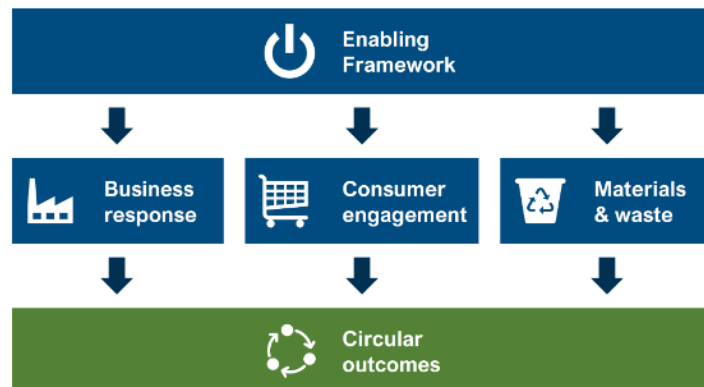 Enabling
Framework
Business
response
Consumer
engagement
Materials
& waste
Circular
outcomes